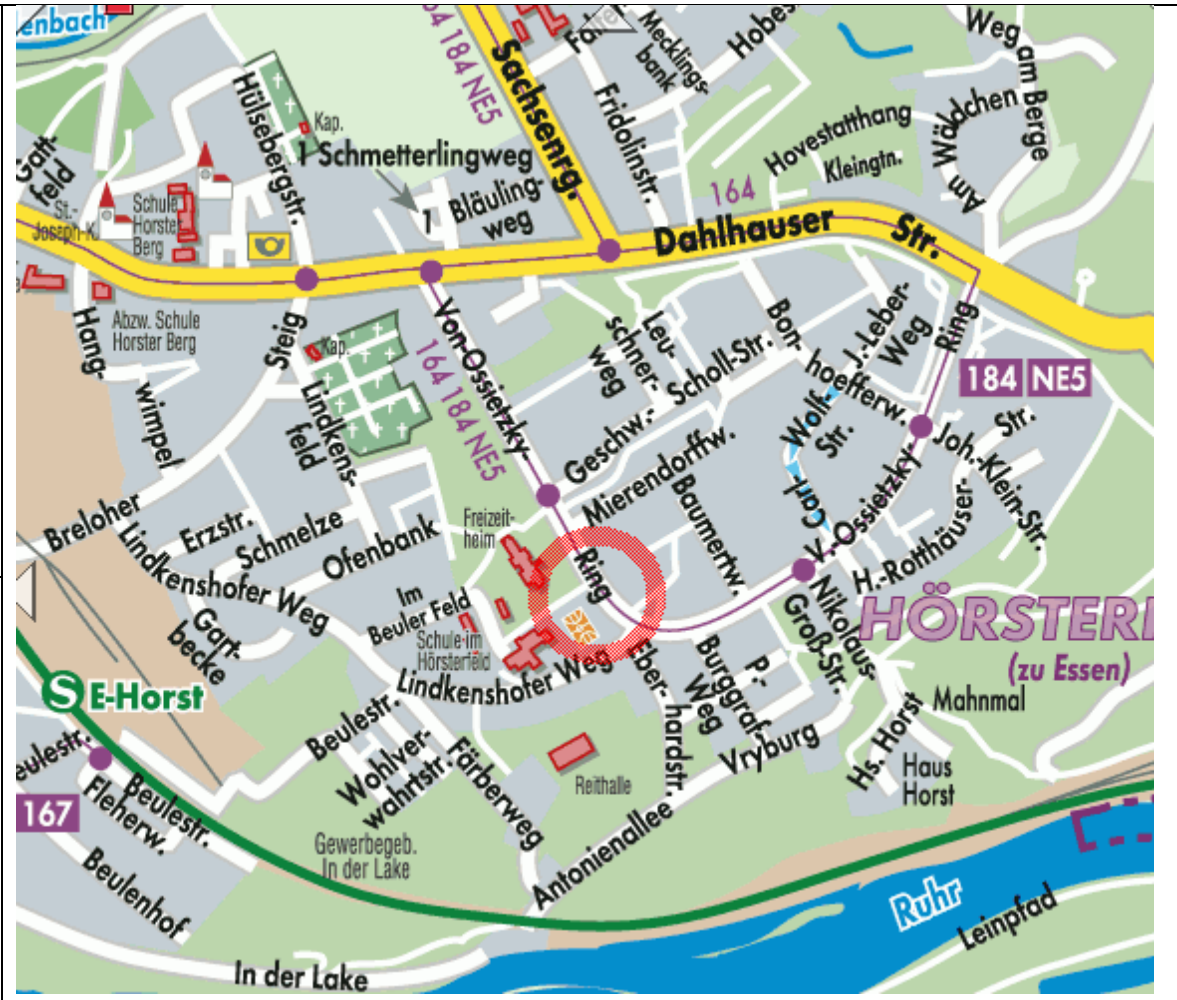 enbach
64 184 NE5
Sachsenrg.
Mecklings-
bank
Fridolinstr.
Weg am Berge
Am Wäldchen
Hovestatthang
Kleingtn.
Hülsebergstr.
Kap.
1 Schmetterlingweg
1
Bläuling-
weg
164
Gatt-
feld
St.-
Joseph-K.
Schule
Horster
Berg
Dahlhauser Str.
Hang-
Abzw. Schule
Horster Berg
wimpel
Steig
Kap.
Lindkens-
feld
Von-Ossietzky-
164 184 NE5
Leu-
schner-
weg
Geschw.-
Scholl-Str.
Bon-
hoefferw.
J.-Leber-
Weg
Ring
184 NE5
Carl-
Wolf-
Str.
Mierendorffw.
Baumertw.
V.-Ossietzky
Joh.-Klein-Str.
H.-Rotthäuser-
Str.
Breloher
Erzstr.
Schmelze
Ofenbank
Freizeit-
heim
Ring
Lindkenshofer Weg
Im
Beuler Feld
Schule im
Hörsterfeld
Gart-
becke
Lindkenshofer Weg
Eber-
hardstr.
Burggraf-
Weg
P.-
Nikolaus-
Groß-Str.
HÖRSTERF
(zu Essen)
Mahnmal
S E-Horst
Beulestr.
Wohlver-
wahrtstr.
Färberweg
Reithalle
Vryburg
Hs. Horst
Haus
Horst
eulestr.
167
Fleherw.
Beulestr.
Beulenhof
Gewerbegeb.
In der Lake
Antonienallee
Ruhr
Leinpfad
In der Lake